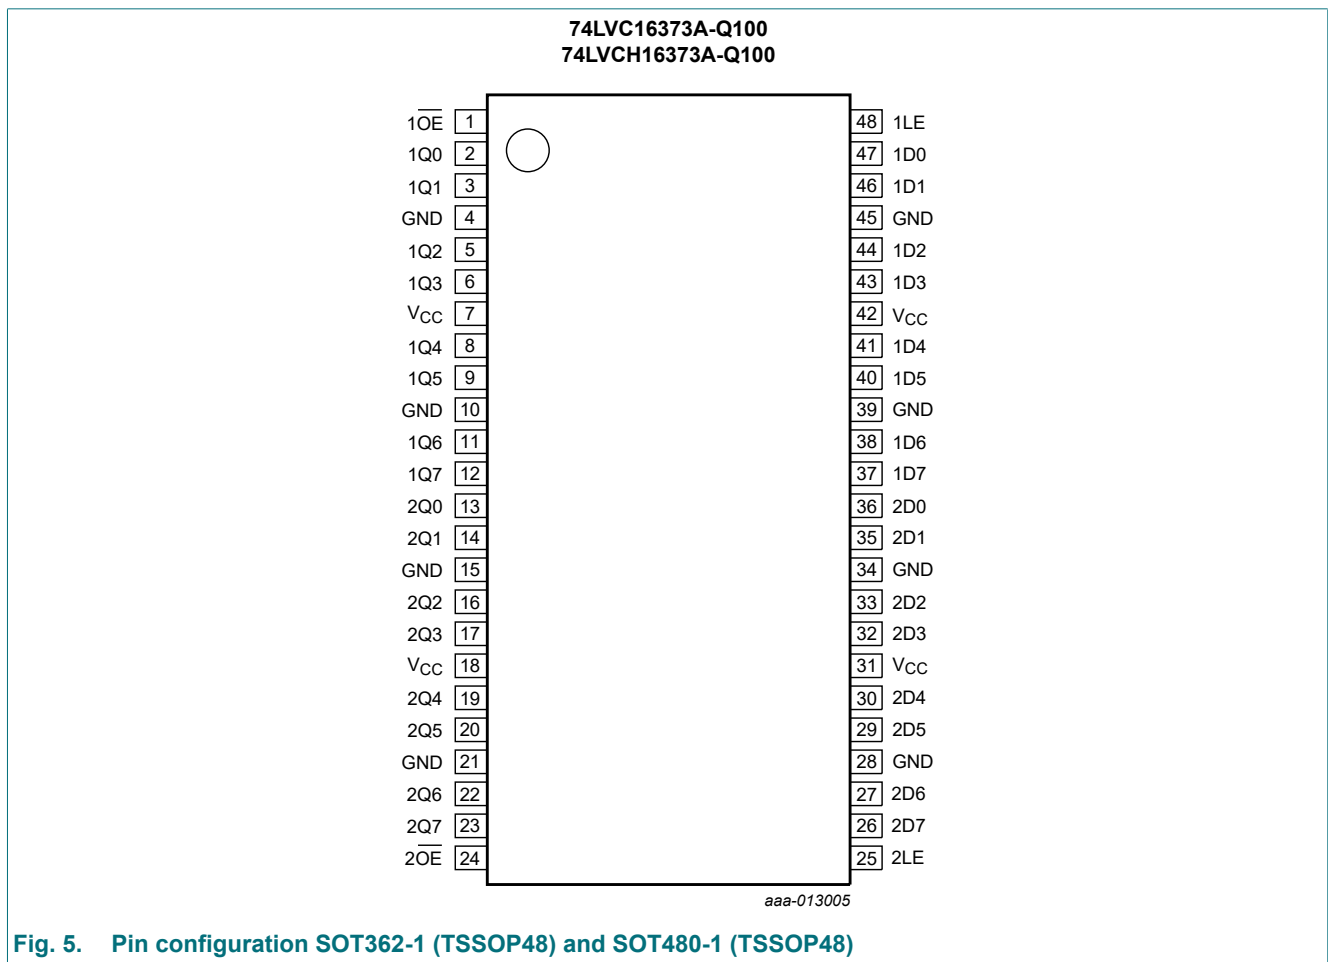 74LVC16373A-Q100
74LVCH16373A-Q100
1O̅E̅ 1 48 1LE
1Q0 2 47 1D0
1Q1 3 46 1D1
GND 4 45 GND
1Q2 5 44 1D2
1Q3 6 43 1D3
VCC 7 42 VCC
1Q4 8 41 1D4
1Q5 9 40 1D5
GND 10 39 GND
1Q6 11 38 1D6
1Q7 12 37 1D7
2Q0 13 36 2D0
2Q1 14 35 2D1
GND 15 34 GND
2Q2 16 33 2D2
2Q3 17 32 2D3
VCC 18 31 VCC
2Q4 19 30 2D4
2Q5 20 29 2D5
GND 21 28 GND
2Q6 22 27 2D6
2Q7 23 26 2D7
2O̅E̅ 24 25 2LE
aaa-013005
Fig. 5. Pin configuration SOT362-1 (TSSOP48) and SOT480-1 (TSSOP48)